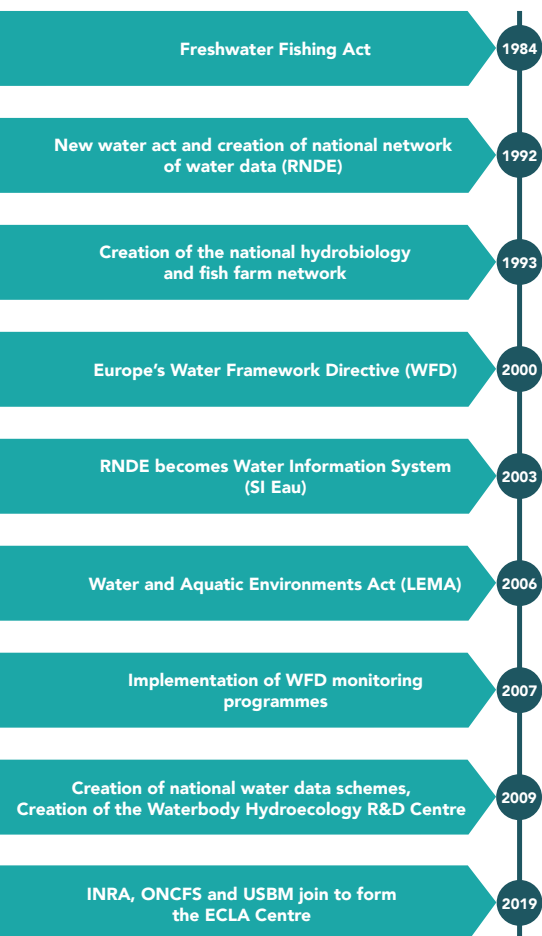 Freshwater Fishing Act
1984
New water act and creation of national network
of water data (RNDE)
1992
Creation of the national hydrobiology
and fish farm network
1993
Europe's Water Framework Directive (WFD)
2000
RNDE becomes Water Information System
(SI Eau)
2003
Water and Aquatic Environments Act (LEMA)
2006
Implementation of WFD monitoring
programmes
2007
Creation of national water data schemes,
Creation of the Waterbody Hydroecology R&D Centre
2009
INRA, ONCFS and USBM join to form
the ECLA Centre
2019